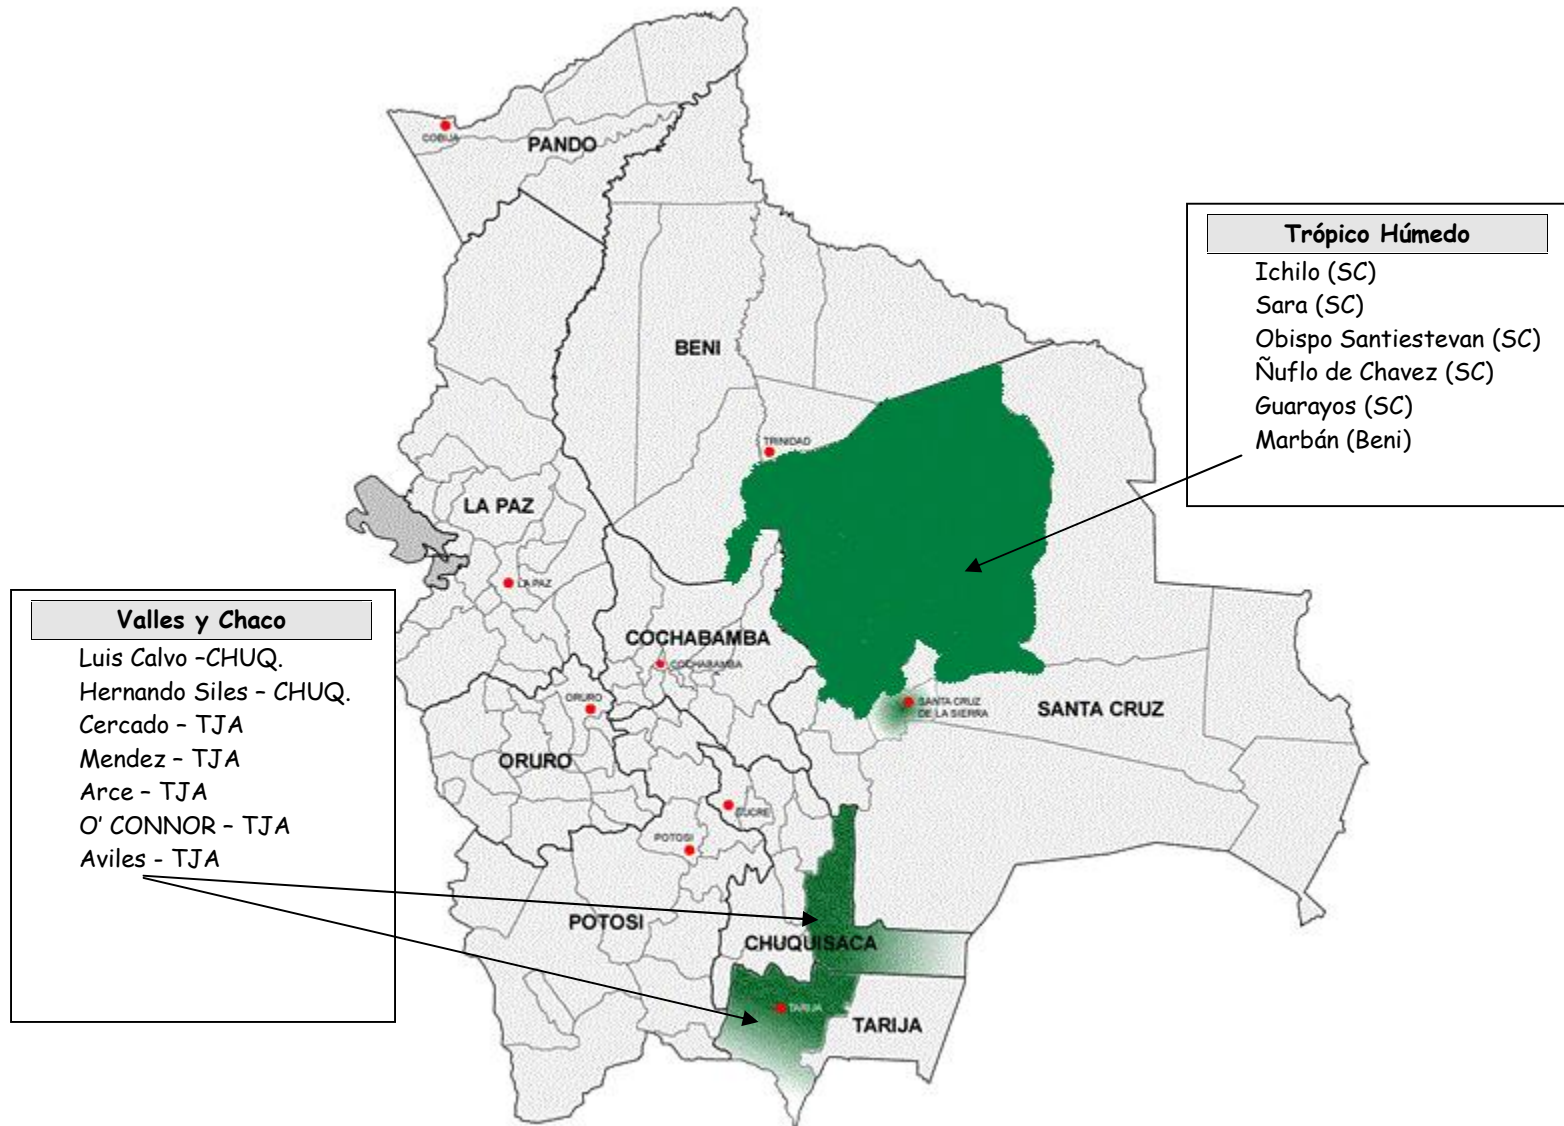 COBIJA
PANDO
Trópico Húmedo
Ichilo (SC)
Sara (SC)
Obispo Santiestevan (SC)
Ñuflo de Chavez (SC)
Guarayos (SC)
Marbán (Beni)
BENI
TRINIDAD
LA PAZ
LA PAZ
Valles y Chaco
Luis Calvo –CHUQ.
Hernando Siles – CHUQ.
Cercado – TJA
Mendez – TJA
Arce – TJA
O' CONNOR – TJA
Aviles - TJA
COCHABAMBA
COCHABAMBA
ORURO
ORURO
SANTA CRUZ
DE LA SIERRA
SANTA CRUZ
SUCRE
POTOSI
POTOSI
CHUQUISACA
TARIJA
TARIJA